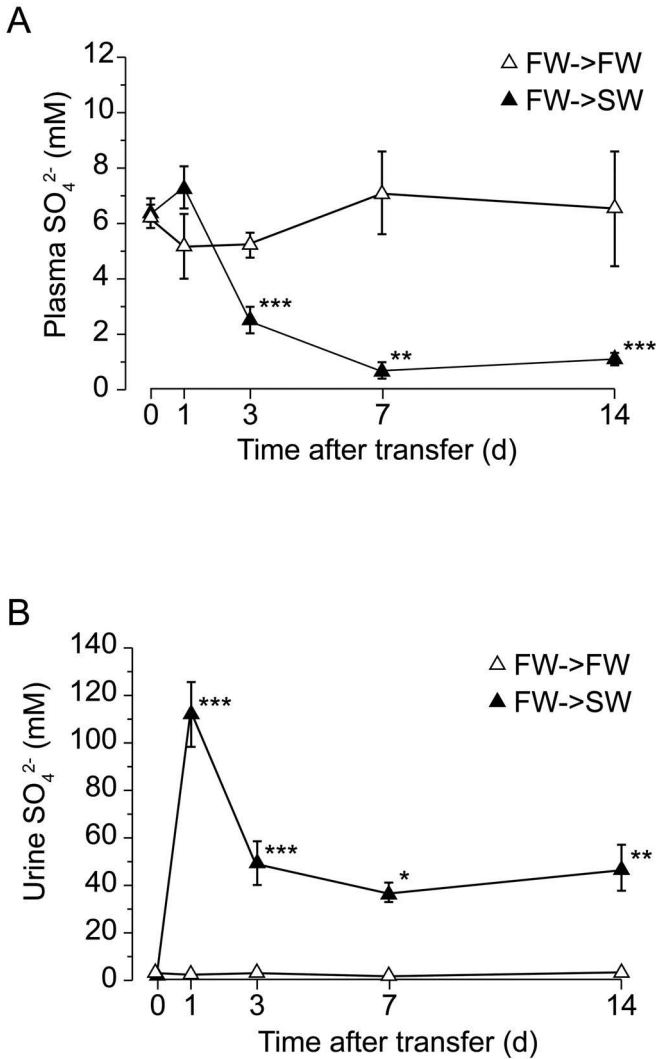 A
FW->FW
FW->SW
Plasma SO₄²⁻ (mM)
12
10
8
6
4
2
0
***
**
***
0 1 3 7 14
Time after transfer (d)
B
FW->FW
FW->SW
Urine SO₄²⁻ (mM)
140
120
100
80
60
40
20
0
***
***
*
**
0 1 3 7 14
Time after transfer (d)